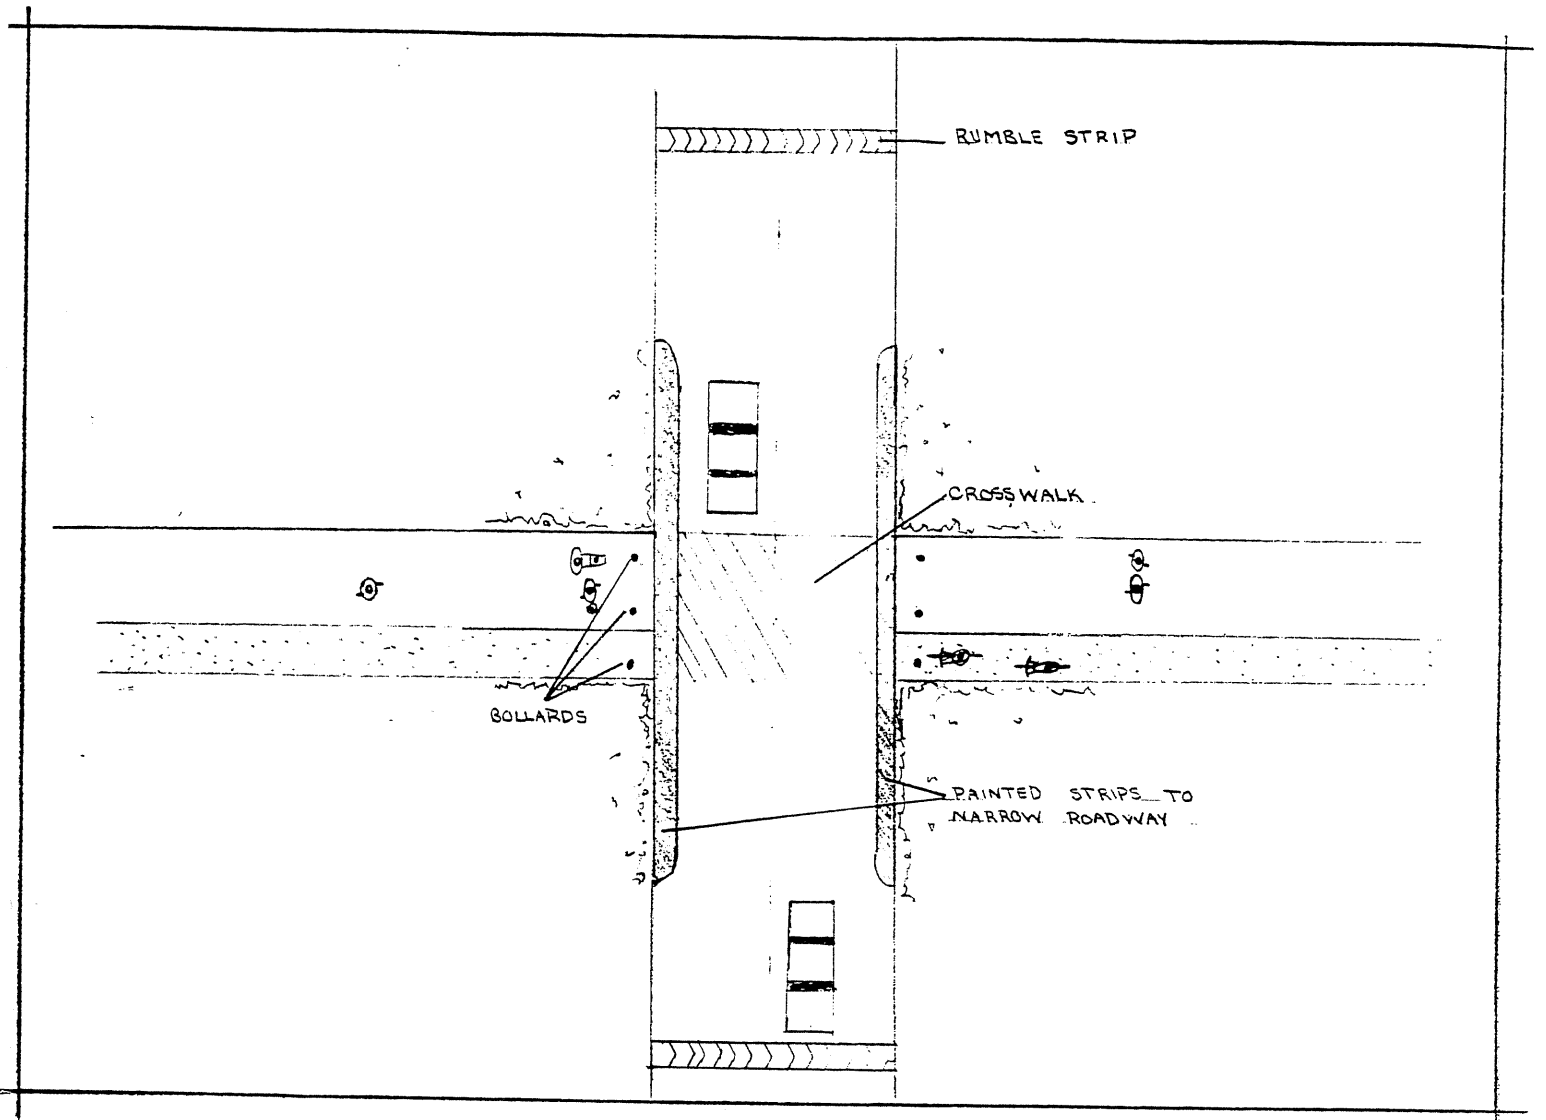 RUMBLE STRIP
CROSSWALK
BOLLARDS
PAINTED STRIPS TO
NARROW ROADWAY